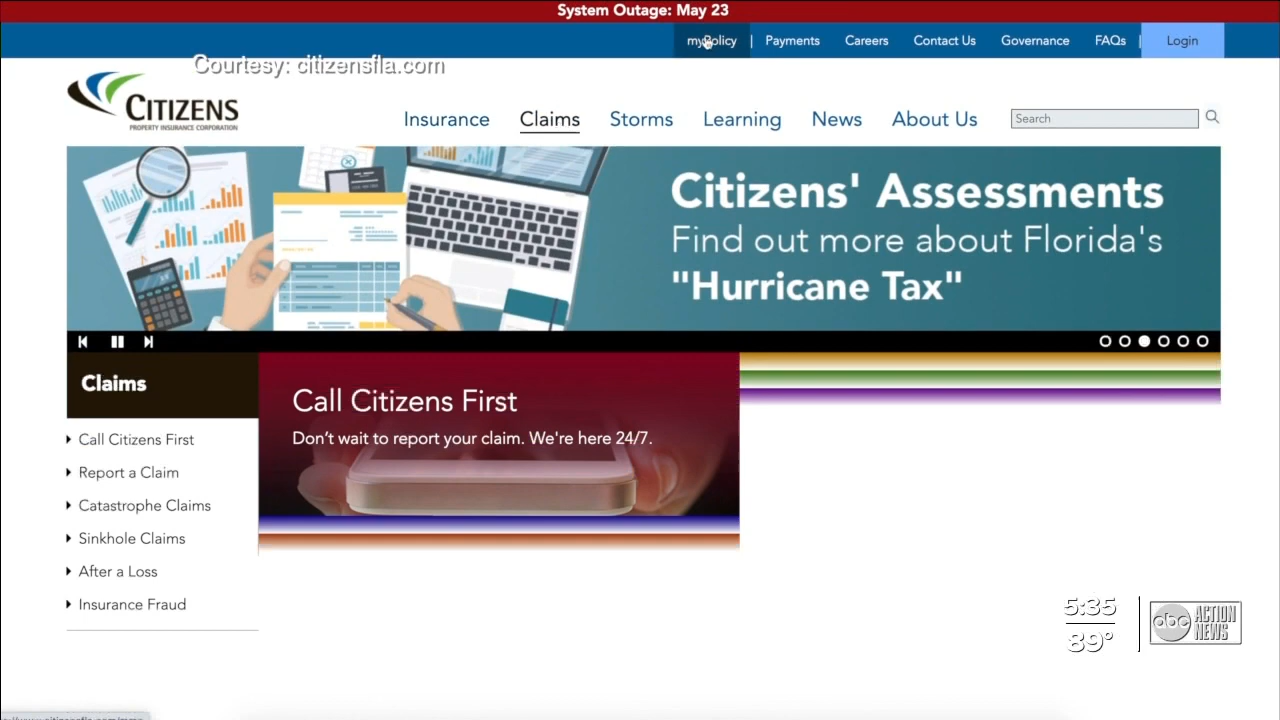 System Outage: May 23
myPolicy | Payments Careers Contact Us Governance FAQs | Login
Courtesy: citizensfla.com
CITIZENS
PROPERTY INSURANCE CORPORATION
Insurance Claims Storms Learning News About Us Search
Citizens' Assessments
Find out more about Florida's
"Hurricane Tax"
Claims
Call Citizens First
Don't wait to report your claim. We're here 24/7.
Call Citizens First
Report a Claim
Catastrophe Claims
Sinkhole Claims
After a Loss
Insurance Fraud
5:35
89°
abc ACTION NEWS